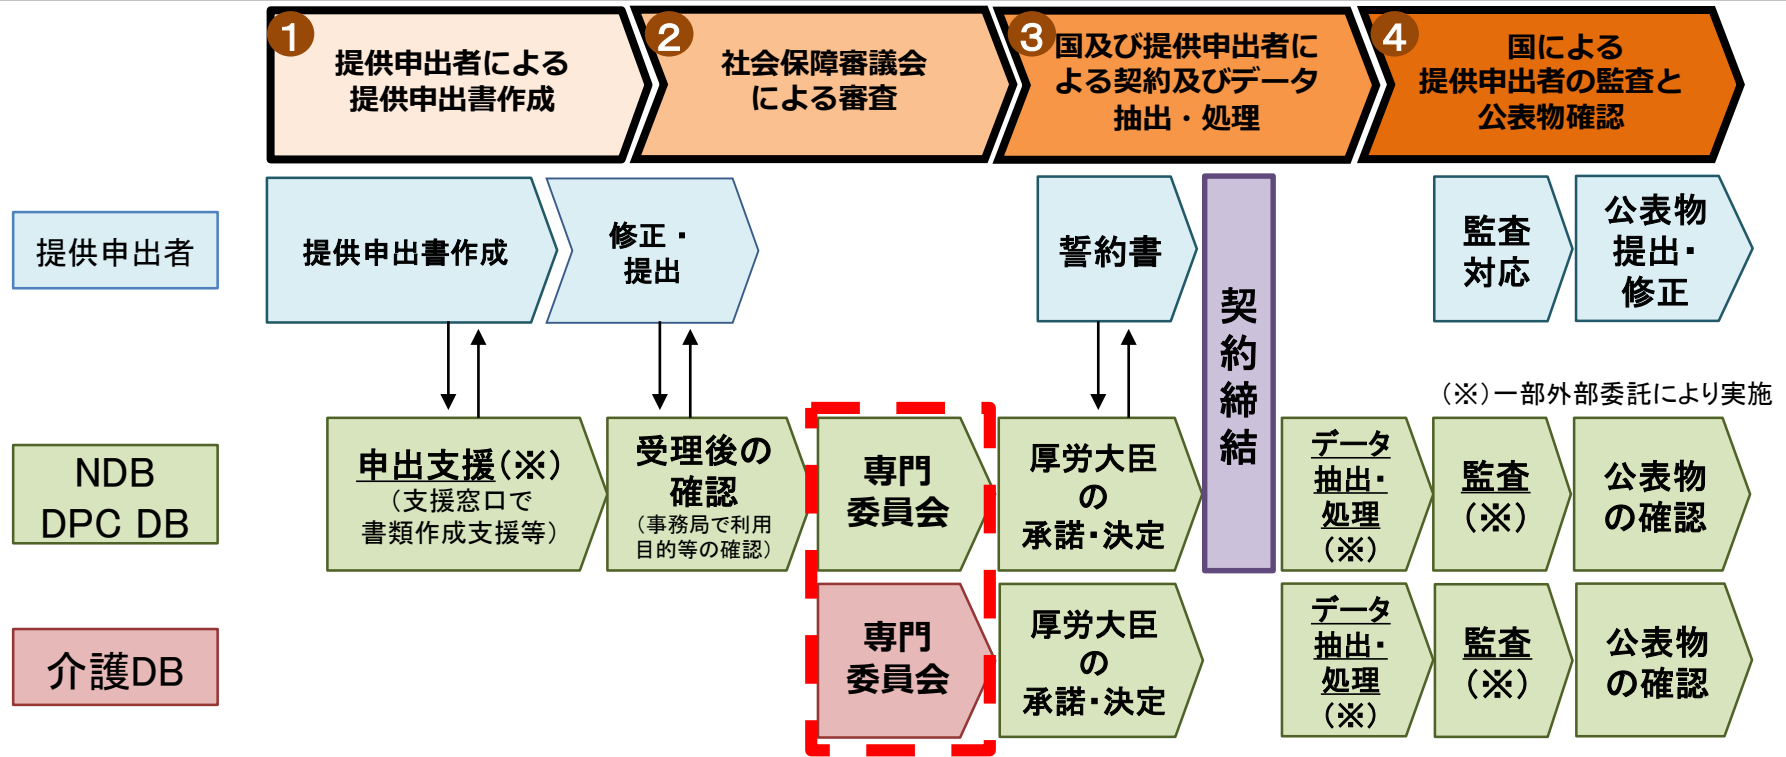 1
提供申出者による
提供申出書作成
2
社会保障審議会
による審査
3
国及び提供申出者に
よる契約及びデータ
抽出・処理
4
国による
提供申出者の監査と
公表物確認
提供申出者
提供申出書作成
修正・
提出
誓約書
契
約
締
結
監査
対応
公表物
提出・
修正
(※)一部外部委託により実施
NDB
DPC DB
申出支援(※)
(支援窓口で
書類作成支援等)
受理後の
確認
(事務局で利用
目的等の確認)
専門
委員会
厚労大臣
の
承諾・決定
データ
抽出・
処理
(※)
監査
(※)
公表物
の確認
介護DB
専門
委員会
厚労大臣
の
承諾・決定
データ
抽出・
処理
(※)
監査
(※)
公表物
の確認